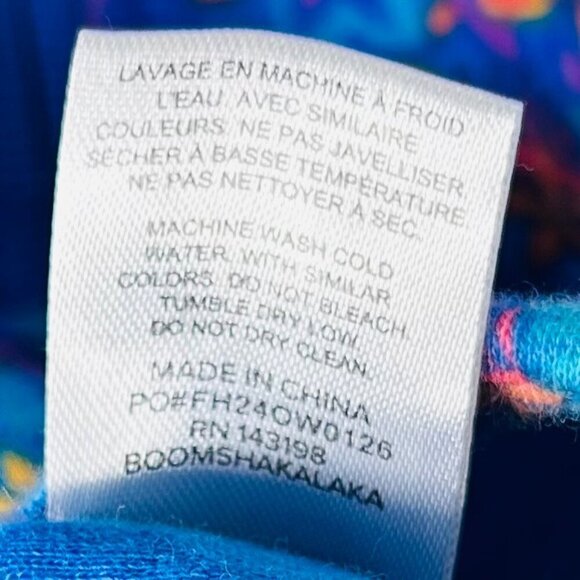 LAVAGE EN MACHINE À FROID
L'EAU, AVEC SIMILAIRE
COULEURS. NE PAS JAVELLISER.
SÉCHER À BASSE TEMPÉRATURE.
NE PAS NETTOYER À SEC.
MACHINE WASH COLD
WATER, WITH SIMILAR
COLORS. DO NOT BLEACH.
TUMBLE DRY LOW.
DO NOT DRY CLEAN.
MADE IN CHINA
PO#FH24OW0126
RN 143198
BOOMSHAKALAKA